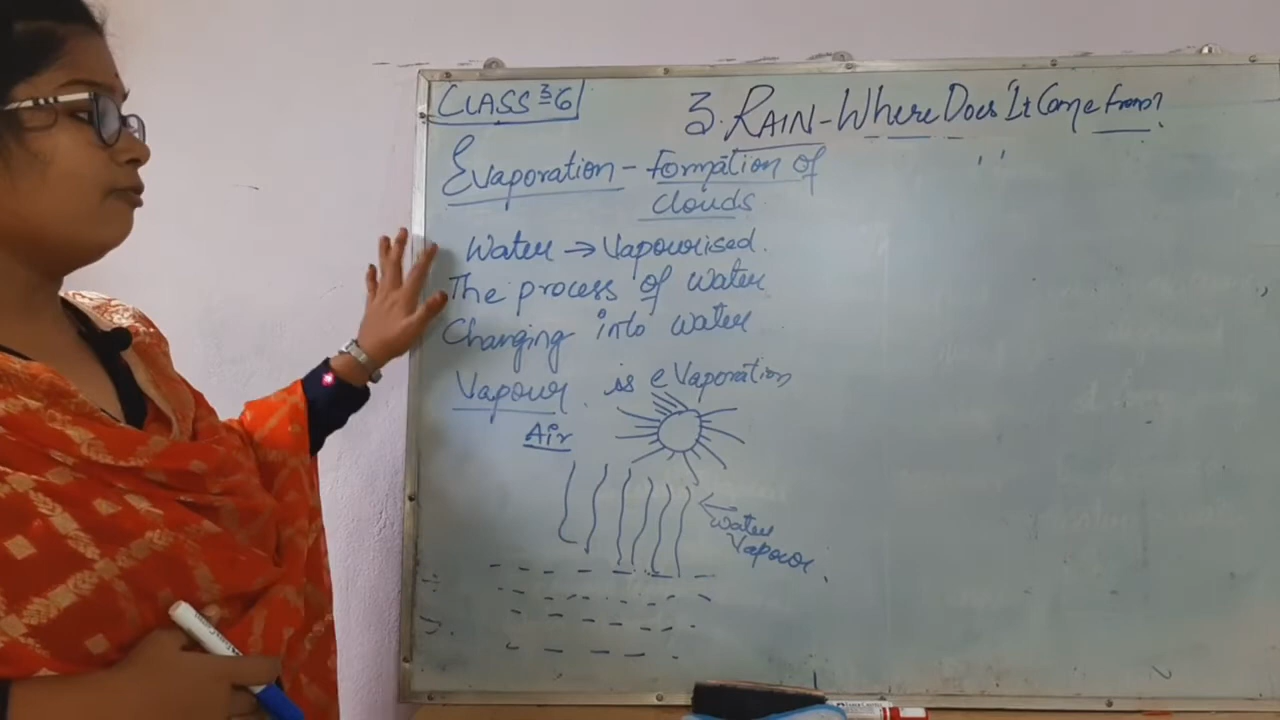 CLASS:-6
3. RAIN-Where Does It Come From?
Evaporation - Formation of
clouds
Water → Vapourised.
The process of water
Changing into water
Vapour. is evaporation
Air
water
Vapour.